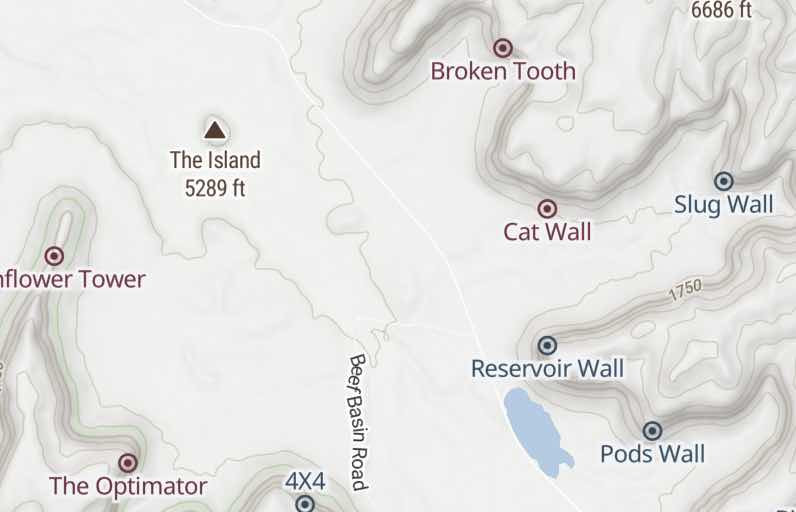 6686 ft
Broken Tooth
The Island
5289 ft
Slug Wall
Cat Wall
nflower Tower
1750
Reservoir Wall
Beef Basin Road
Pods Wall
The Optimator
4X4